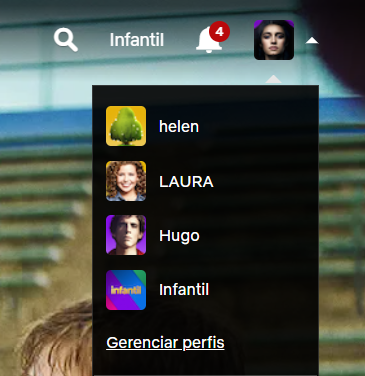 Infantil
4
helen
LAURA
Hugo
infantil
Infantil
Gerenciar perfis